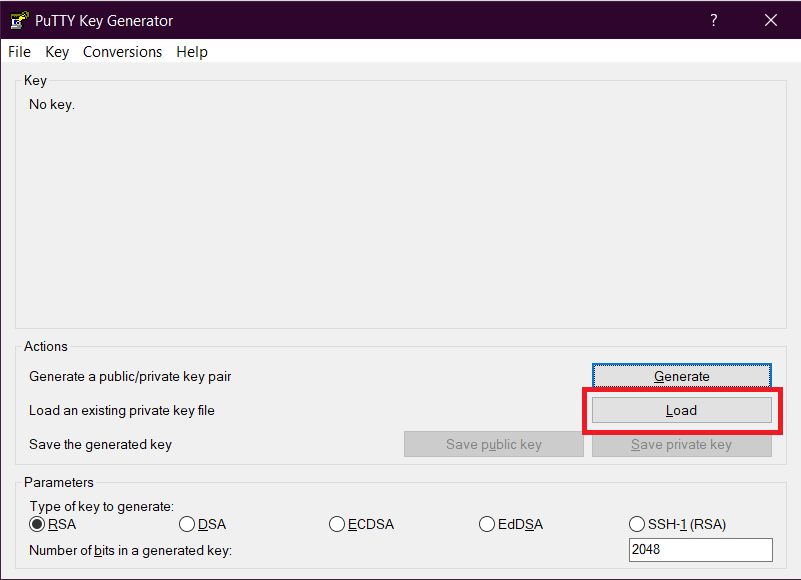 PuTTY Key Generator
?
File Key Conversions Help
Key
No key.
Actions
Generate a public/private key pair
Generate
Load an existing private key file
Load
Save the generated key
Save public key
Save private key
Parameters
Type of key to generate:
RSA DSA ECDSA EdDSA SSH-1 (RSA)
Number of bits in a generated key:
2048